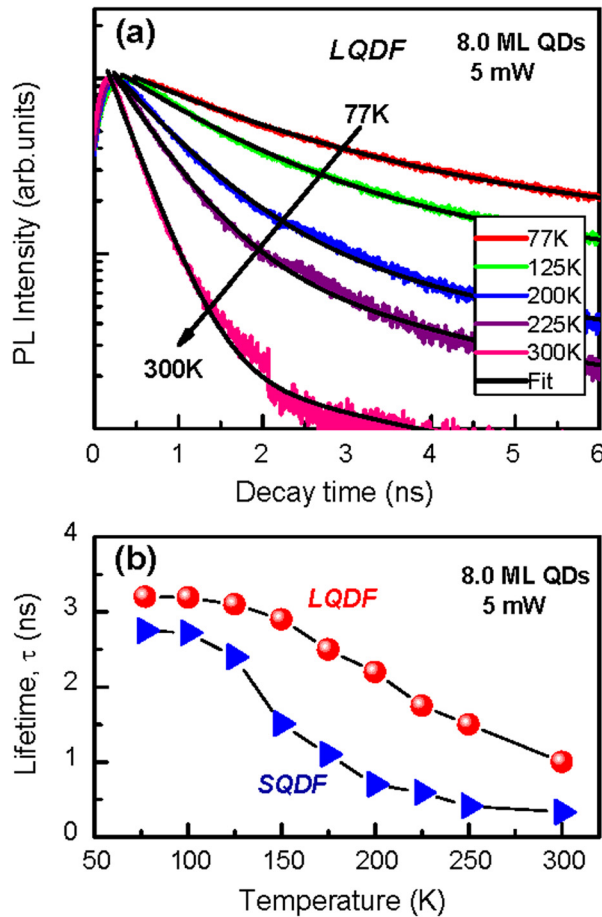 (a)
LQDF
8.0 ML QDs
5 mW
77K
300K
77K
125K
200K
225K
300K
Fit
PL Intensity (arb.units)
0 1 2 3 4 5 6
Decay time (ns)
(b)
LQDF
8.0 ML QDs
5 mW
SQDF
Lifetime, τ (ns)
4
3
2
1
0
50 100 150 200 250 300
Temperature (K)